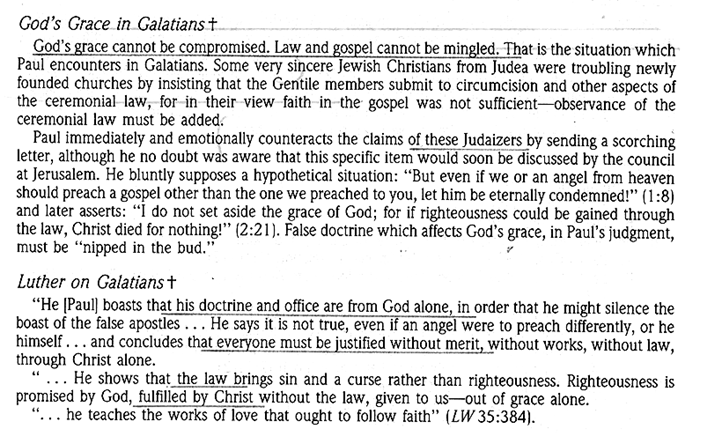 God's Grace in Galatians†
God's grace cannot be compromised. Law and gospel cannot be mingled. That is the situation which
Paul encounters in Galatians. Some very sincere Jewish Christians from Judea were troubling newly
founded churches by insisting that the Gentile members submit to circumcision and other aspects of
the ceremonial law, for in their view faith in the gospel was not sufficient—observance of the
ceremonial law must be added.
Paul immediately and emotionally counteracts the claims of these Judaizers by sending a scorching
letter, although he no doubt was aware that this specific item would soon be discussed by the council
at Jerusalem. He bluntly supposes a hypothetical situation: "But even if we or an angel from heaven
should preach a gospel other than the one we preached to you, let him be eternally condemned!" (1:8)
and later asserts: "I do not set aside the grace of God; for if righteousness could be gained through
the law, Christ died for nothing!" (2:21). False doctrine which affects God's grace, in Paul's judgment,
must be "nipped in the bud."
Luther on Galatians†
"He [Paul] boasts that his doctrine and office are from God alone, in order that he might silence the
boast of the false apostles . . . He says it is not true, even if an angel were to preach differently, or he
himself . . . and concludes that everyone must be justified without merit, without works, without law,
through Christ alone.
" . . . He shows that the law brings sin and a curse rather than righteousness. Righteousness is
promised by God, fulfilled by Christ without the law, given to us—out of grace alone.
". . . he teaches the works of love that ought to follow faith" (LW 35:384).